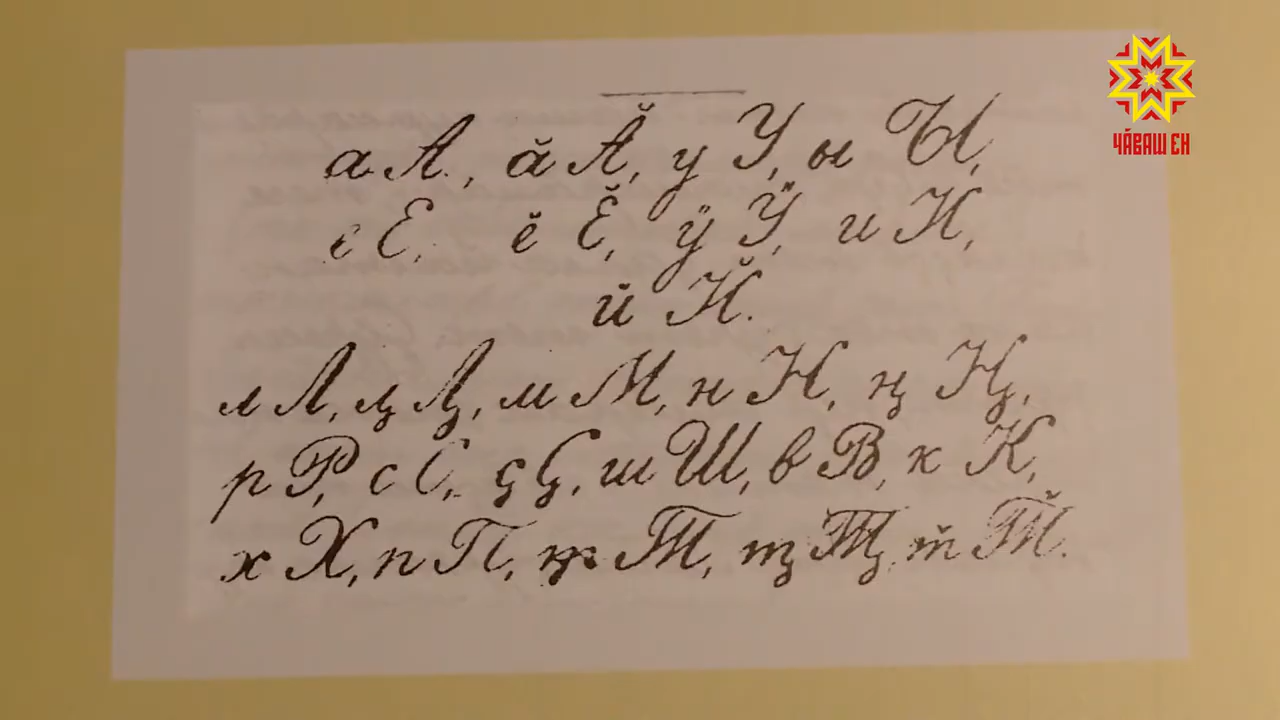 ЧӐВАШ ЕН
а А, ӑ Ӑ, у У, ы Ы,
е Е, ӗ Ӗ, ӱ Ӱ, и И,
й Й.
л Л, љ Љ, м М, н Н, ң Ң,
р Р, с С, ҫ Ҫ, ш Ш, в В, к К,
х Х, п П, т Т, ҭ Ҭ, т̆ Т̆.